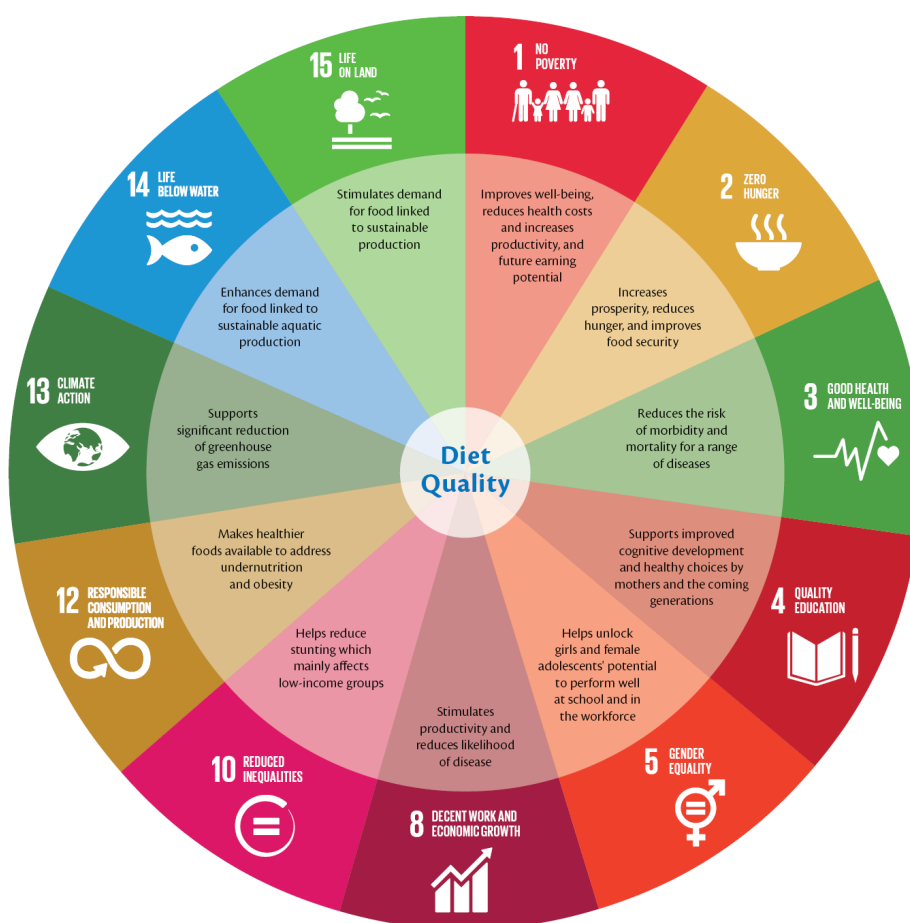 Diet
Quality
1 NO
POVERTY
Improves well-being,
reduces health costs
and increases
productivity, and
future earning
potential
2 ZERO
HUNGER
Increases
prosperity, reduces
hunger, and improves
food security
3 GOOD HEALTH
AND WELL-BEING
Reduces the risk
of morbidity and
mortality for a range
of diseases
4 QUALITY
EDUCATION
Supports improved
cognitive development
and healthy choices by
mothers and the coming
generations
5 GENDER
EQUALITY
Helps unlock
girls and female
adolescents' potential
to perform well
at school and in
the workforce
8 DECENT WORK AND
ECONOMIC GROWTH
Stimulates
productivity and
reduces likelihood
of disease
10 REDUCED
INEQUALITIES
Helps reduce
stunting which
mainly affects
low-income groups
12 RESPONSIBLE
CONSUMPTION
AND PRODUCTION
Makes healthier
foods available to address
undernutrition
and obesity
13 CLIMATE
ACTION
Supports
significant reduction
of greenhouse
gas emissions
14 LIFE
BELOW WATER
Enhances demand
for food linked to
sustainable aquatic
production
15 LIFE
ON LAND
Stimulates demand
for food linked
to sustainable
production